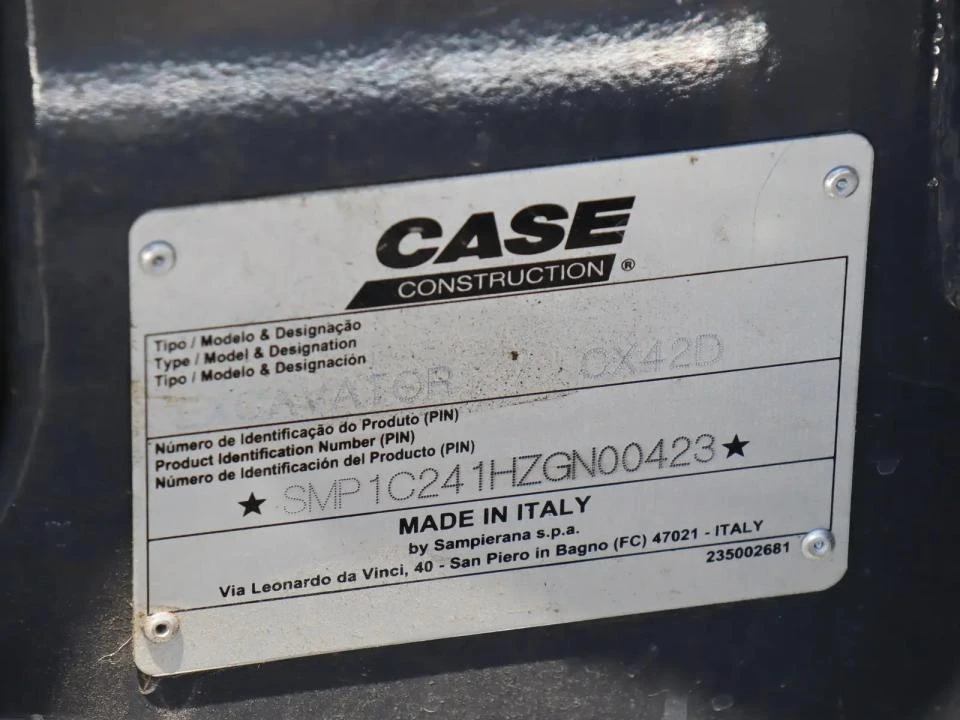 CASE
CONSTRUCTION ®
Tipo / Modelo & Designação
Type / Model & Designation
Tipo / Modelo & Designación
EXCAVATOR / CX42D
Número de Identificação do Produto (PIN)
Product Identification Number (PIN)
Número de Identificación del Producto (PIN)
★ SMP1C241HZGN00423 ★
MADE IN ITALY
by Sampierana s.p.a.
Via Leonardo da Vinci, 40 - San Piero in Bagno (FC) 47021 - ITALY
235002681